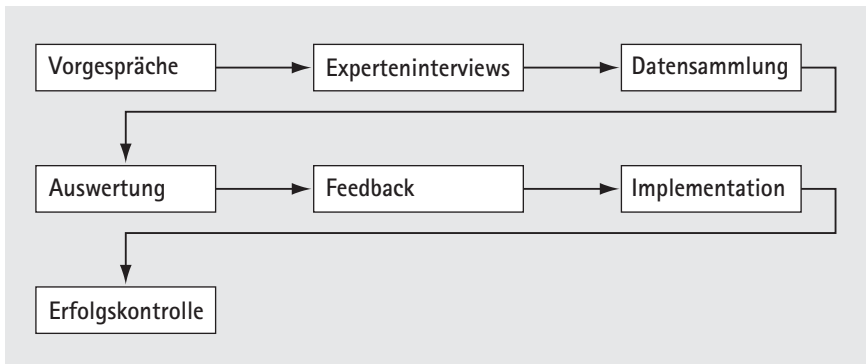 Vorgespräche
Experteninterviews
Datensammlung
Auswertung
Feedback
Implementation
Erfolgskontrolle